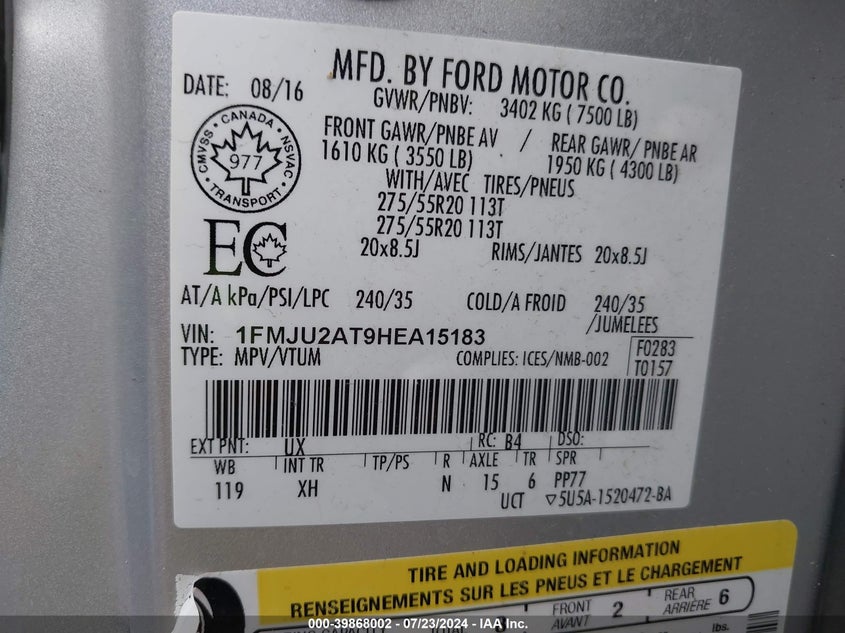 MFD. BY FORD MOTOR CO.
DATE: 08/16
GVWR/PNBV: 3402 KG ( 7500 LB)
CANADA
CMVSS
NSVAC
977
TRANSPORT
FRONT GAWR/PNBE AV / REAR GAWR/ PNBE AR
1610 KG ( 3550 LB) 1950 KG ( 4300 LB)
WITH/AVEC TIRES/PNEUS
275/55R20 113T
275/55R20 113T
EC
20x8.5J RIMS/JANTES 20x8.5J
AT/A kPa/PSI/LPC 240/35 COLD/A FROID 240/35
/JUMELEES
VIN: 1FMJU2AT9HEA15183
TYPE: MPV/VTUM COMPLIES: ICES/NMB-002
F0283
T0157
EXT PNT: UX RC: B4 DSO:
WB INT TR TP/PS R AXLE TR SPR
119 XH N 15 6 PP77
UCT ▽5U5A-1520472-BA
TIRE AND LOADING INFORMATION
RENSEIGNEMENTS SUR LES PNEUS ET LE CHARGEMENT
FRONT
AVANT 2
REAR
ARRIÈRE 6
lbs.
000-39868002 - 07/23/2024 - IAA Inc.